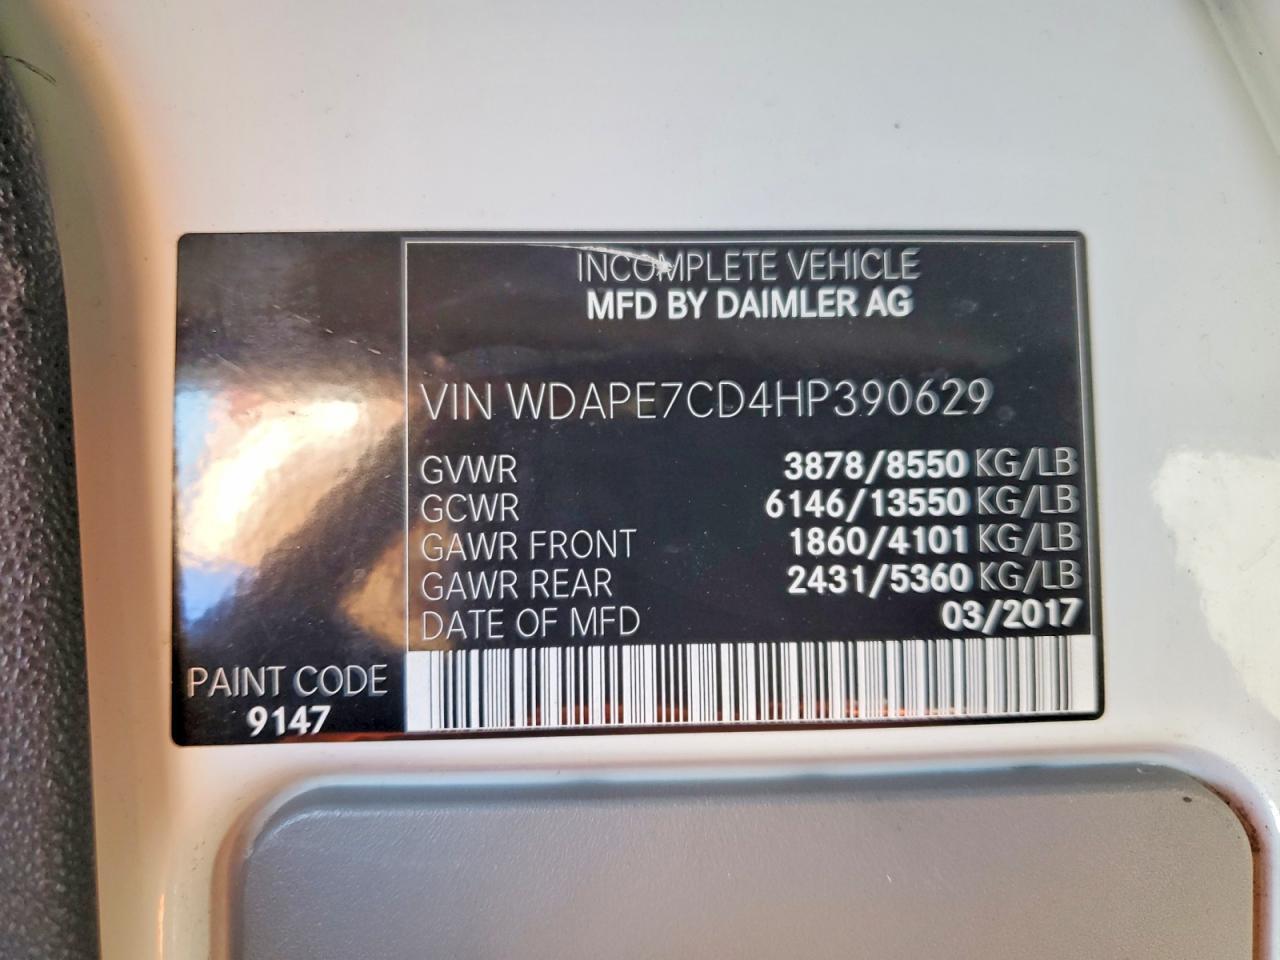 INCOMPLETE VEHICLE
MFD BY DAIMLER AG
VIN WDAPE7CD4HP390629
GVWR 3878/8550 KG/LB
GCWR 6146/13550 KG/LB
GAWR FRONT 1860/4101 KG/LB
GAWR REAR 2431/5360 KG/LB
DATE OF MFD 03/2017
PAINT CODE
9147